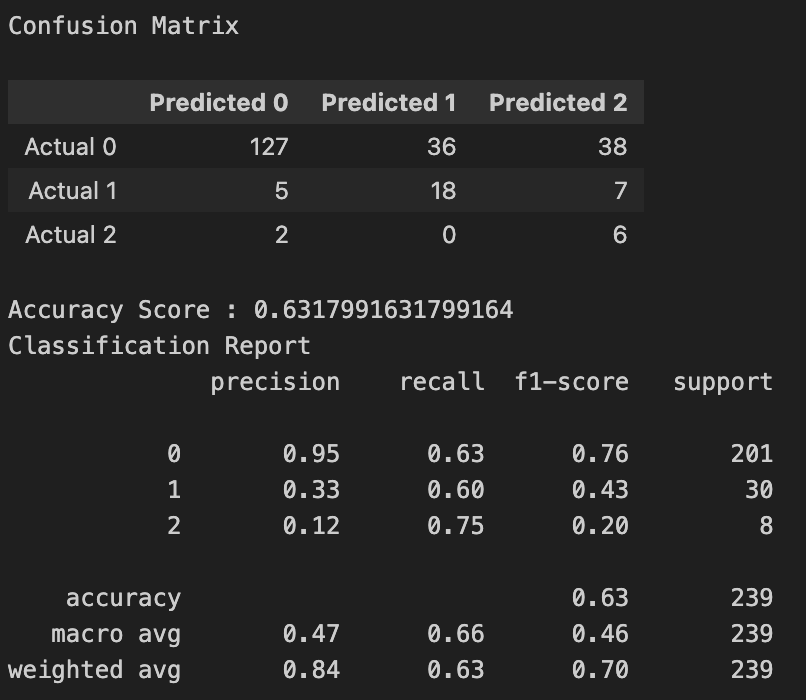 Confusion Matrix
Predicted 0 Predicted 1 Predicted 2
Actual 0 127 36 38
Actual 1 5 18 7
Actual 2 2 0 6
Accuracy Score : 0.6317991631799164
Classification Report
precision recall f1-score support
0 0.95 0.63 0.76 201
1 0.33 0.60 0.43 30
2 0.12 0.75 0.20 8
accuracy 0.63 239
macro avg 0.47 0.66 0.46 239
weighted avg 0.84 0.63 0.70 239